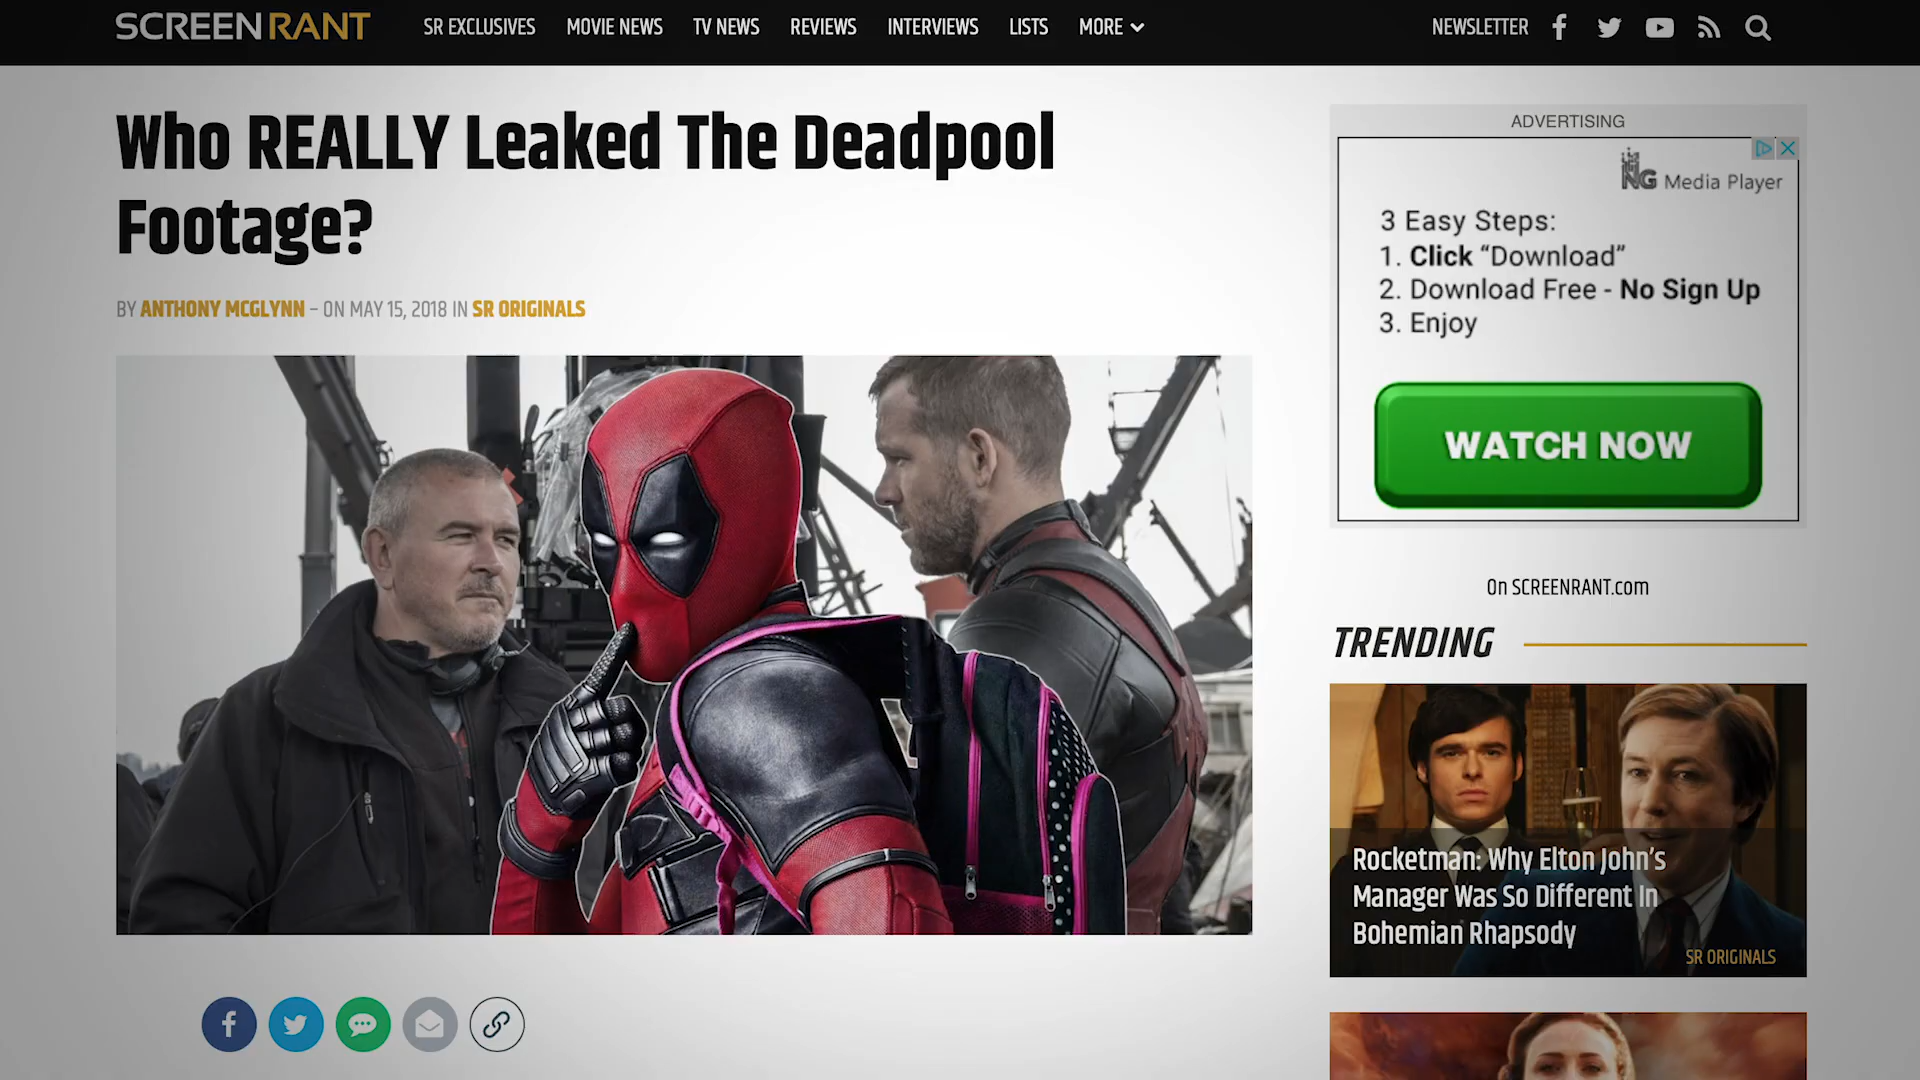 SCREENRANT
SR EXCLUSIVES MOVIE NEWS TV NEWS REVIEWS INTERVIEWS LISTS MORE
NEWSLETTER
Who REALLY Leaked The Deadpool
Footage?
BY ANTHONY MCGLYNN – ON MAY 15, 2018 IN SR ORIGINALS
ADVERTISING
NG Media Player
3 Easy Steps:
1. Click “Download”
2. Download Free - No Sign Up
3. Enjoy
WATCH NOW
On SCREENRANT.com
TRENDING
Rocketman: Why Elton John’s
Manager Was So Different In
Bohemian Rhapsody
SR ORIGINALS